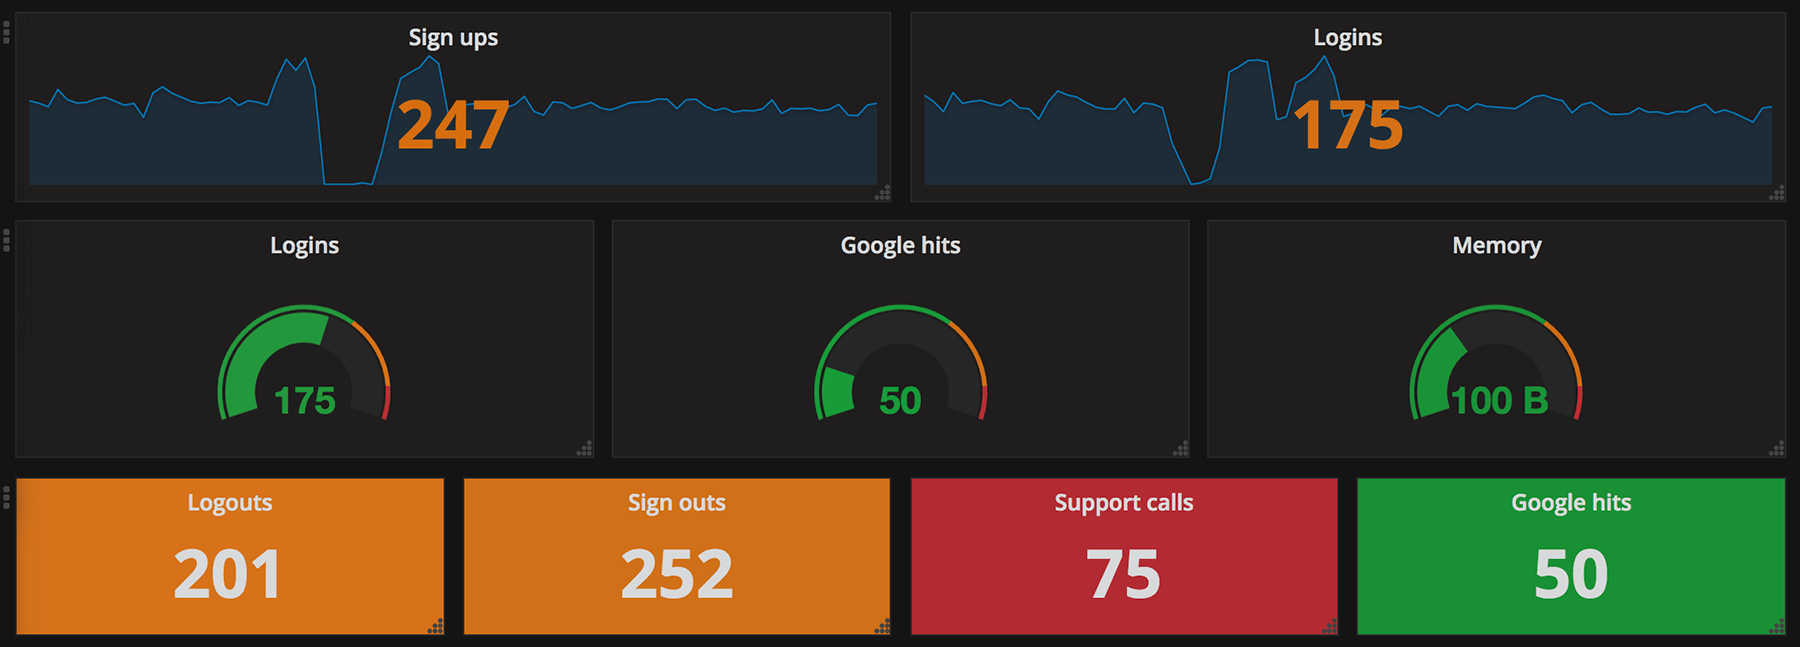 Sign ups
247
Logins
175
Logins
175
Google hits
50
Memory
100 B
Logouts
201
Sign outs
252
Support calls
75
Google hits
50